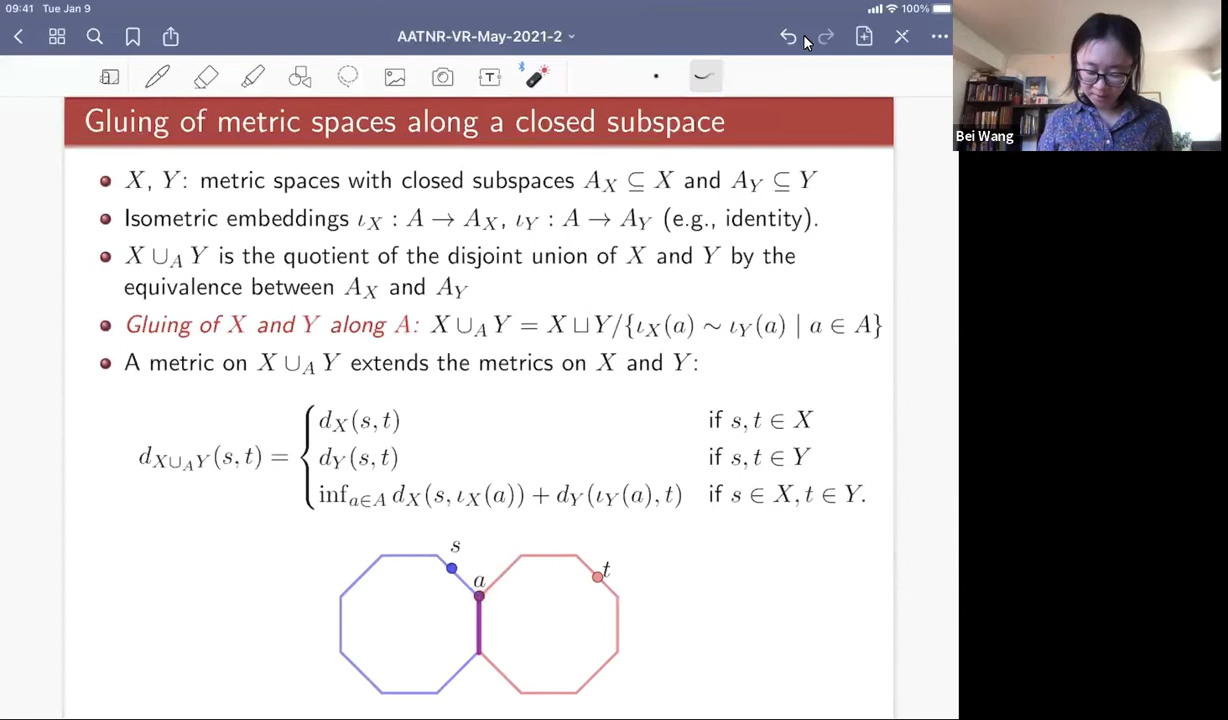 09:41 Tue Jan 9
100%
AATNR-VR-May-2021-2
T
Bei Wang
Gluing of metric spaces along a closed subspace
X, Y: metric spaces with closed subspaces A_X ⊆ X and A_Y ⊆ Y
Isometric embeddings ι_X : A → A_X, ι_Y : A → A_Y (e.g., identity).
X ∪_A Y is the quotient of the disjoint union of X and Y by the
equivalence between A_X and A_Y
Gluing of X and Y along A: X ∪_A Y = X ⊔ Y/{ι_X(a) ∼ ι_Y(a) | a ∈ A}
A metric on X ∪_A Y extends the metrics on X and Y:
d_X(s, t) if s, t ∈ X
d_{X∪_A Y}(s, t) = { d_Y(s, t) if s, t ∈ Y
inf_{a∈A} d_X(s, ι_X(a)) + d_Y(ι_Y(a), t) if s ∈ X, t ∈ Y.
s
a
t